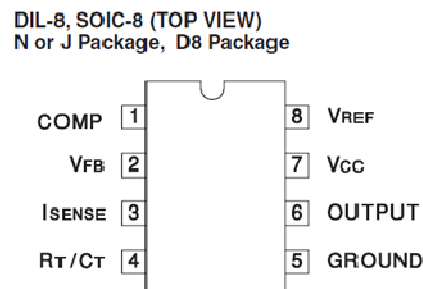 DIL-8, SOIC-8 (TOP VIEW)
N or J Package, D8 Package
COMP 1 8 VREF
VFB 2 7 VCC
ISENSE 3 6 OUTPUT
RT/CT 4 5 GROUND